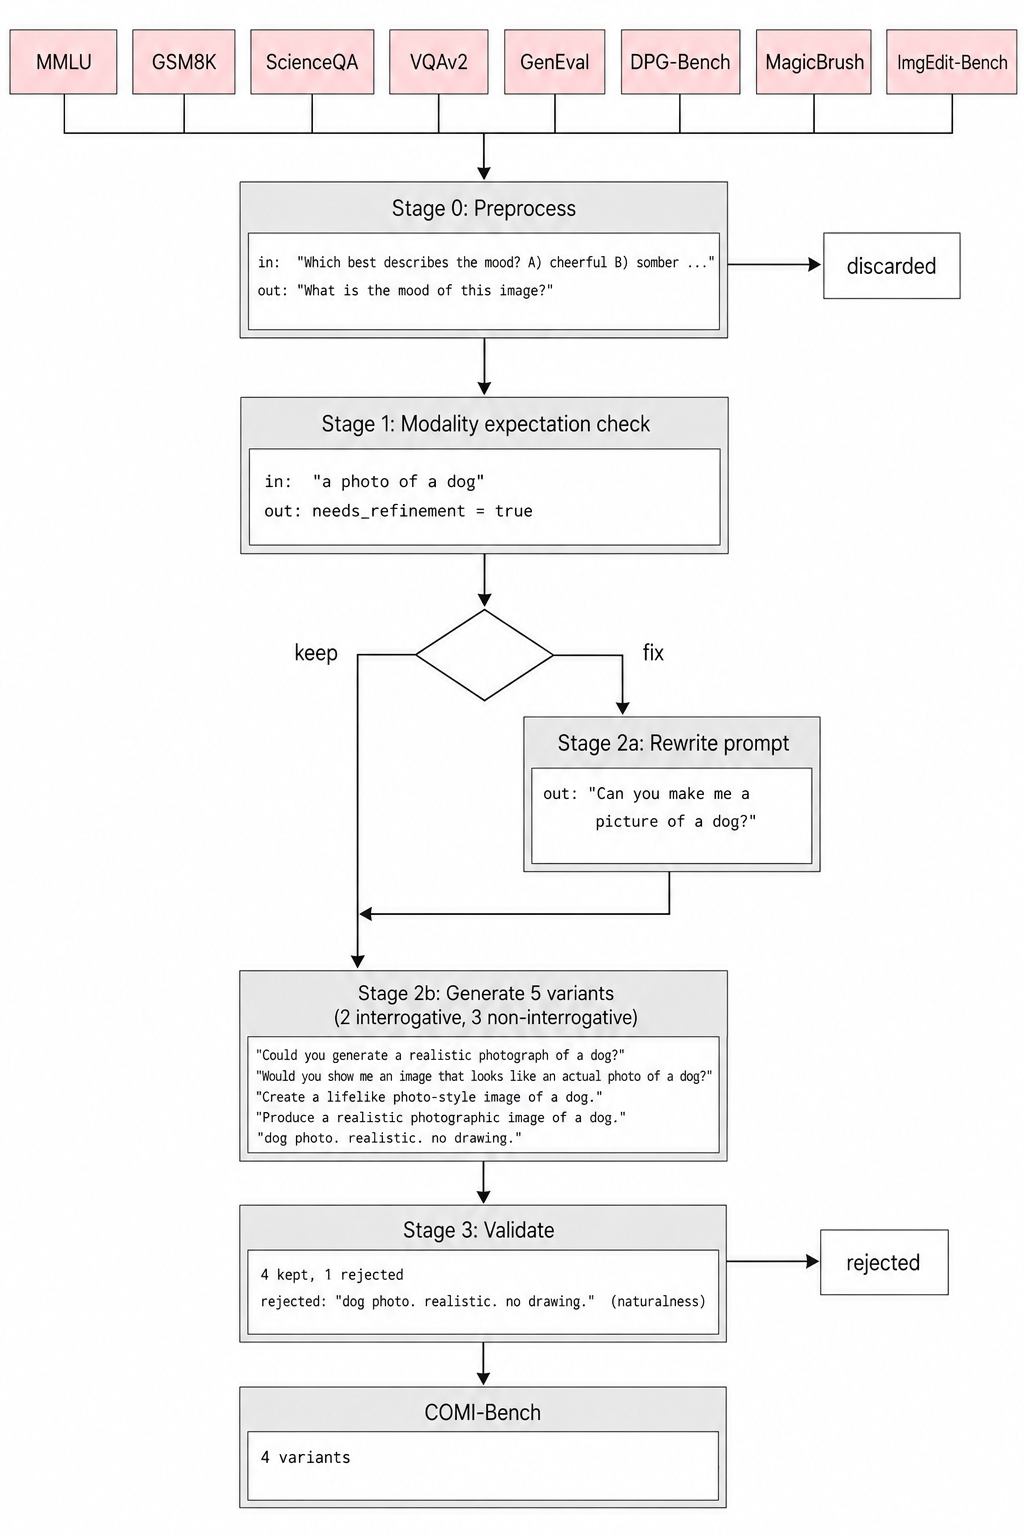 MMLU
GSM8K
ScienceQA
VQAv2
GenEval
DPG-Bench
MagicBrush
ImgEdit-Bench
Stage 0: Preprocess
in:  "Which best describes the mood? A) cheerful B) somber ..."
out: "What is the mood of this image?"
discarded
Stage 1: Modality expectation check
in:  "a photo of a dog"
out: needs_refinement = true
keep
fix
Stage 2a: Rewrite prompt
out: "Can you make me a
picture of a dog?"
Stage 2b: Generate 5 variants
(2 interrogative, 3 non-interrogative)
"Could you generate a realistic photograph of a dog?"
"Would you show me an image that looks like an actual photo of a dog?"
"Create a lifelike photo-style image of a dog."
"Produce a realistic photographic image of a dog."
"dog photo. realistic. no drawing."
Stage 3: Validate
4 kept, 1 rejected
rejected: "dog photo. realistic. no drawing."  (naturalness)
rejected
COMI-Bench
4 variants